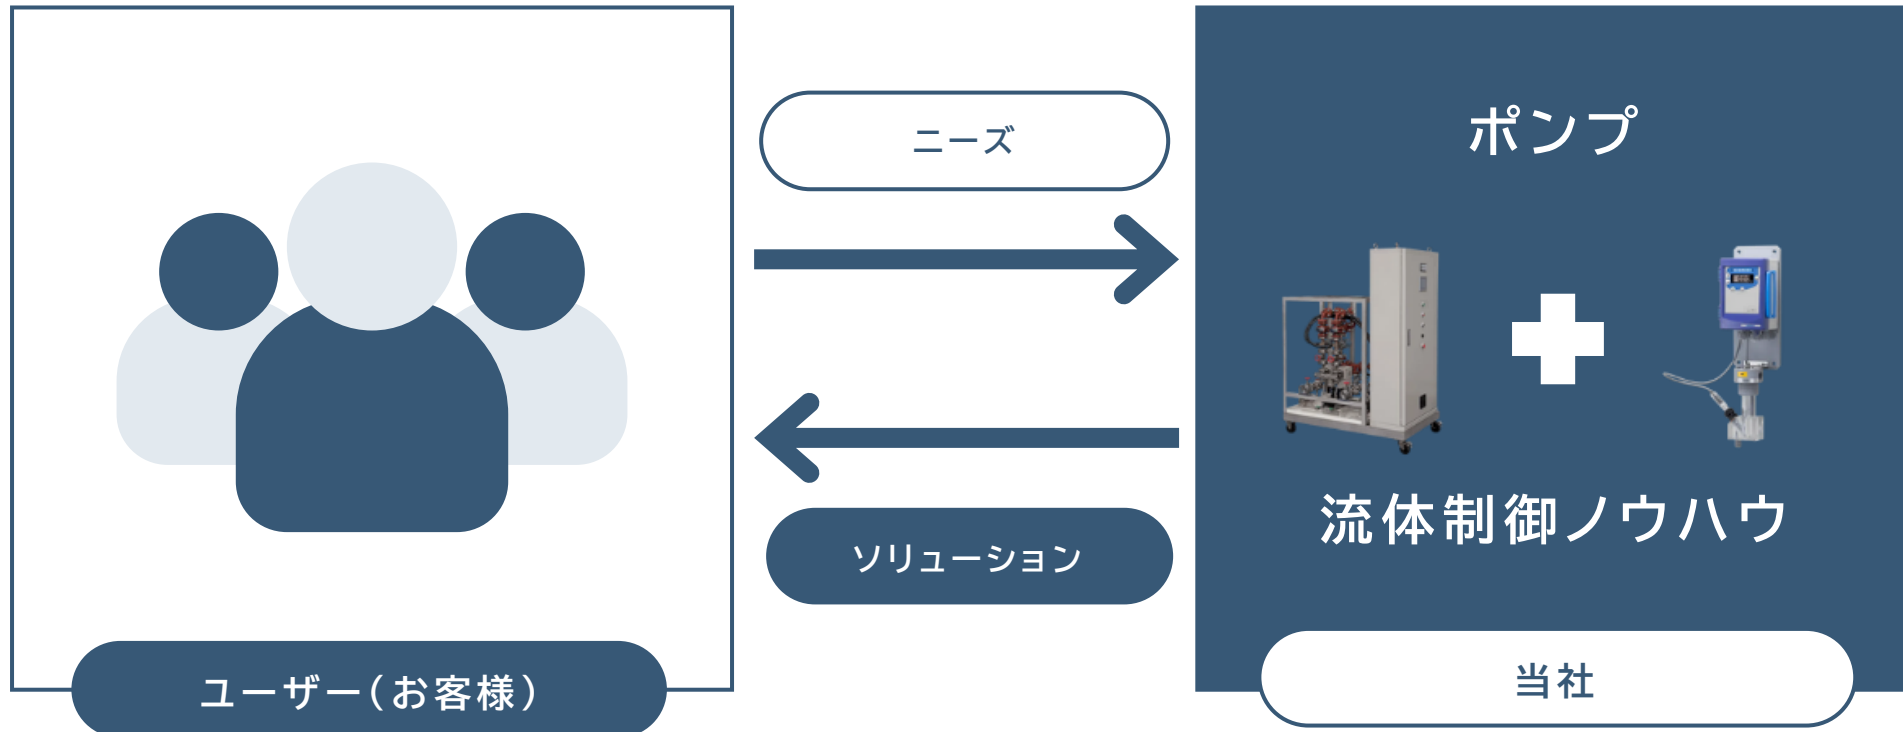 ニーズ
ソリューション
ユーザー(お客様)
ポンプ
流体制御ノウハウ
当社